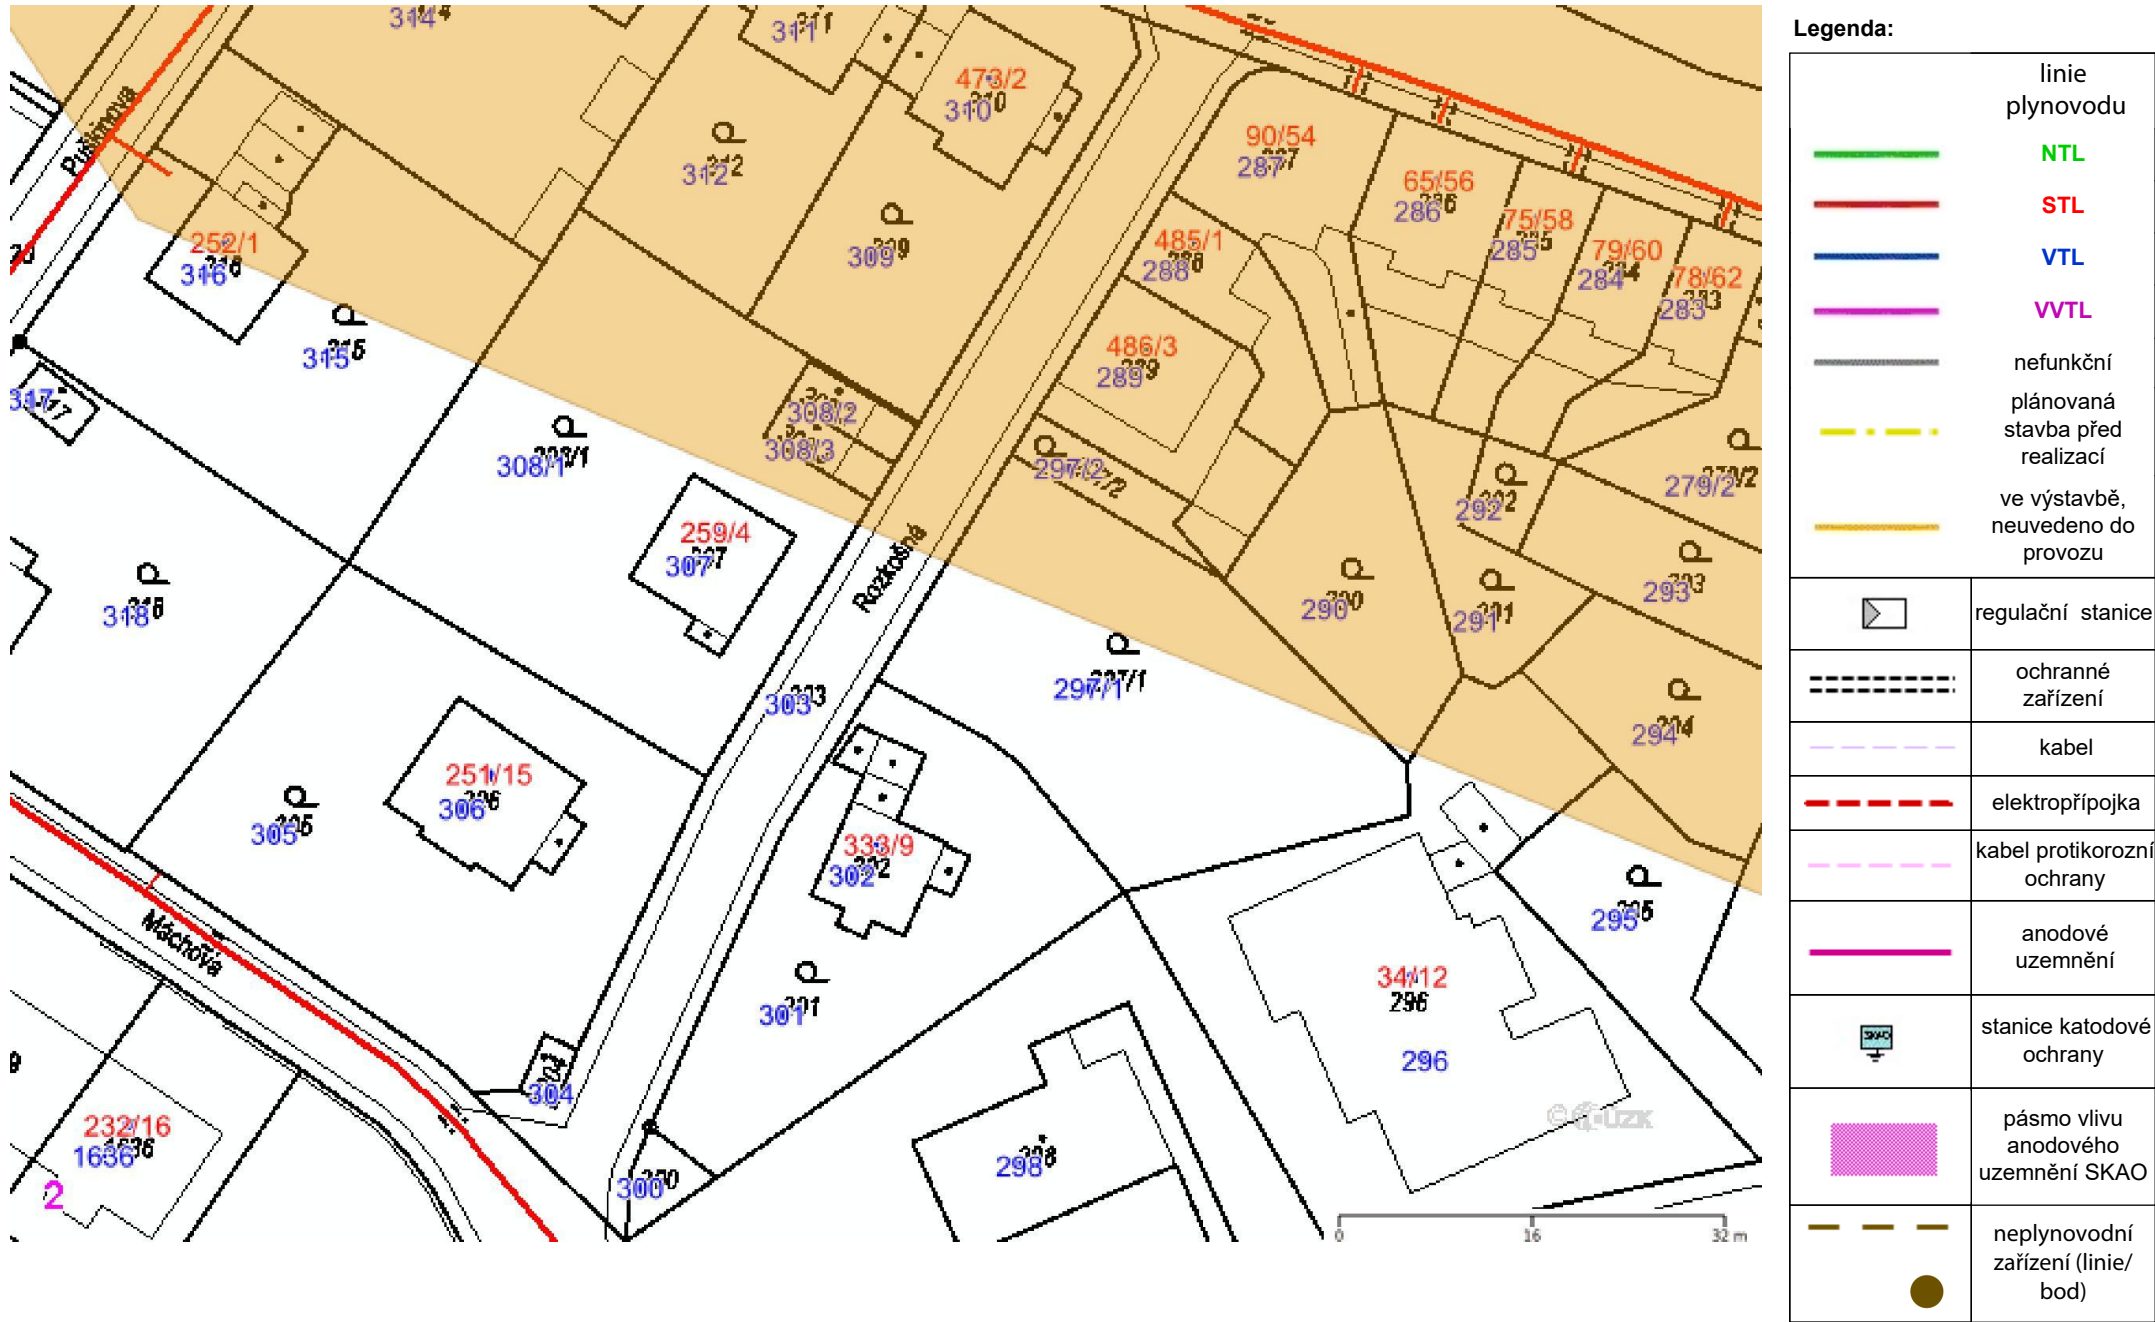 314
311
473/2
310
Puškinova
312
90/54
287
65/56
286
75/58
285
79/60
284
78/62
283
252/1
316
309
485/1
288
315
486/3
289
317
308/2
308/3
308/1
297/2
279/2
292
259/4
307
Rozkošná
293
290
291
318
297/1
303
294
251/15
306
305
333/9
302
295
Máchova
34/12
296
296
301
304
232/16
1636
298
300
2
0 16 32 m
Legenda:
linie
plynovodu
NTL
STL
VTL
VVTL
nefunkční
plánovaná
stavba před
realizací
ve výstavbě,
neuvedeno do
provozu
regulační stanice
ochranné
zařízení
kabel
elektropřípojka
kabel protikorozní
ochrany
anodové
uzemnění
SKAO
stanice katodové
ochrany
pásmo vlivu
anodového
uzemnění SKAO
neplynovodní
zařízení (linie/
bod)